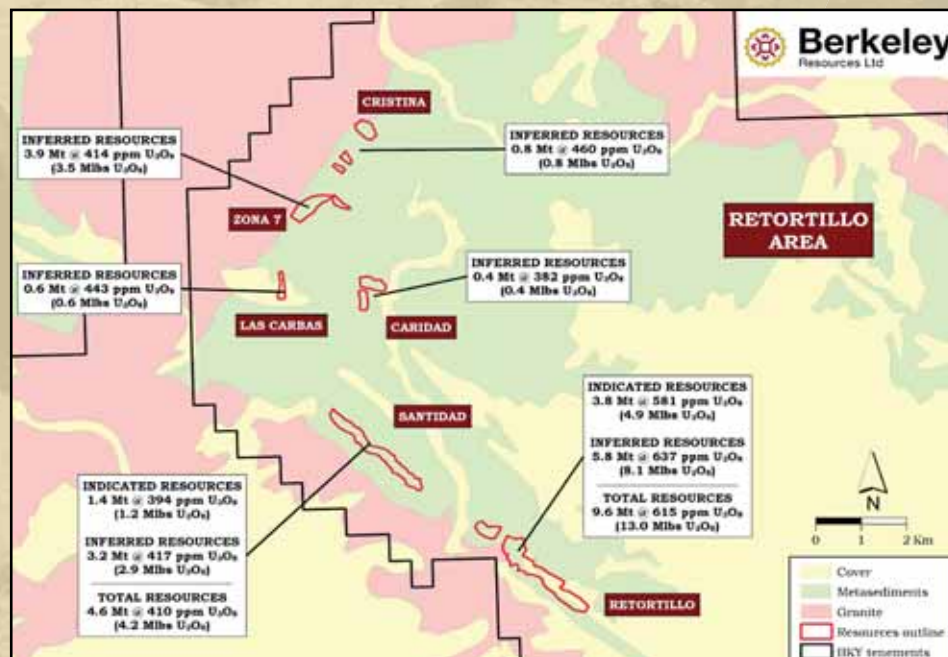 Berkeley
Resources Ltd
CRISTINA
INFERRED RESOURCES
3.9 Mt @ 414 ppm U₃O₈
(3.5 Mlbs U₃O₈)
INFERRED RESOURCES
0.8 Mt @ 460 ppm U₃O₈
(0.8 Mlbs U₃O₈)
ZONA 7
RETORTILLO
AREA
INFERRED RESOURCES
0.6 Mt @ 443 ppm U₃O₈
(0.6 Mlbs U₃O₈)
INFERRED RESOURCES
0.4 Mt @ 382 ppm U₃O₈
(0.4 Mlbs U₃O₈)
LAS CARBAS
CARIDAD
SANTIDAD
INDICATED RESOURCES
3.8 Mt @ 581 ppm U₃O₈
(4.9 Mlbs U₃O₈)
INFERRED RESOURCES
5.8 Mt @ 637 ppm U₃O₈
(8.1 Mlbs U₃O₈)
TOTAL RESOURCES
9.6 Mt @ 615 ppm U₃O₈
(13.0 Mlbs U₃O₈)
INDICATED RESOURCES
1.4 Mt @ 394 ppm U₃O₈
(1.2 Mlbs U₃O₈)
INFERRED RESOURCES
3.2 Mt @ 417 ppm U₃O₈
(2.9 Mlbs U₃O₈)
TOTAL RESOURCES
4.6 Mt @ 410 ppm U₃O₈
(4.2 Mlbs U₃O₈)
RETORTILLO
N
0 1 2 Km
Cover
Metasediments
Granite
Resources outline
BKY tenements